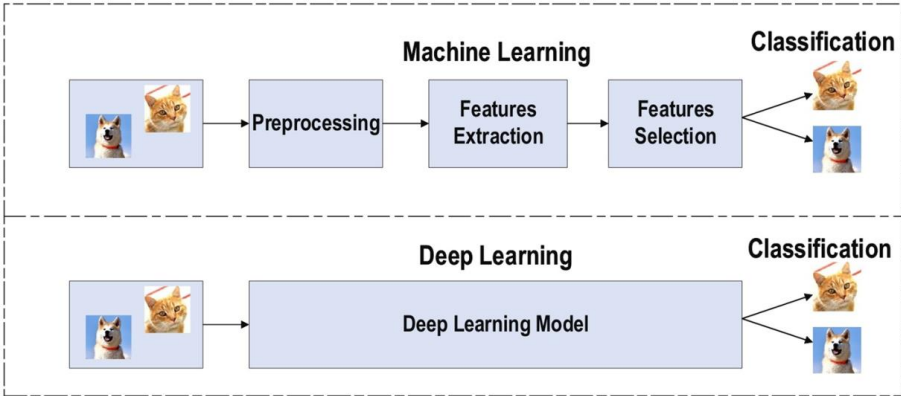 Machine Learning
Classification
Preprocessing
Features
Extraction
Features
Selection
Deep Learning
Classification
Deep Learning Model